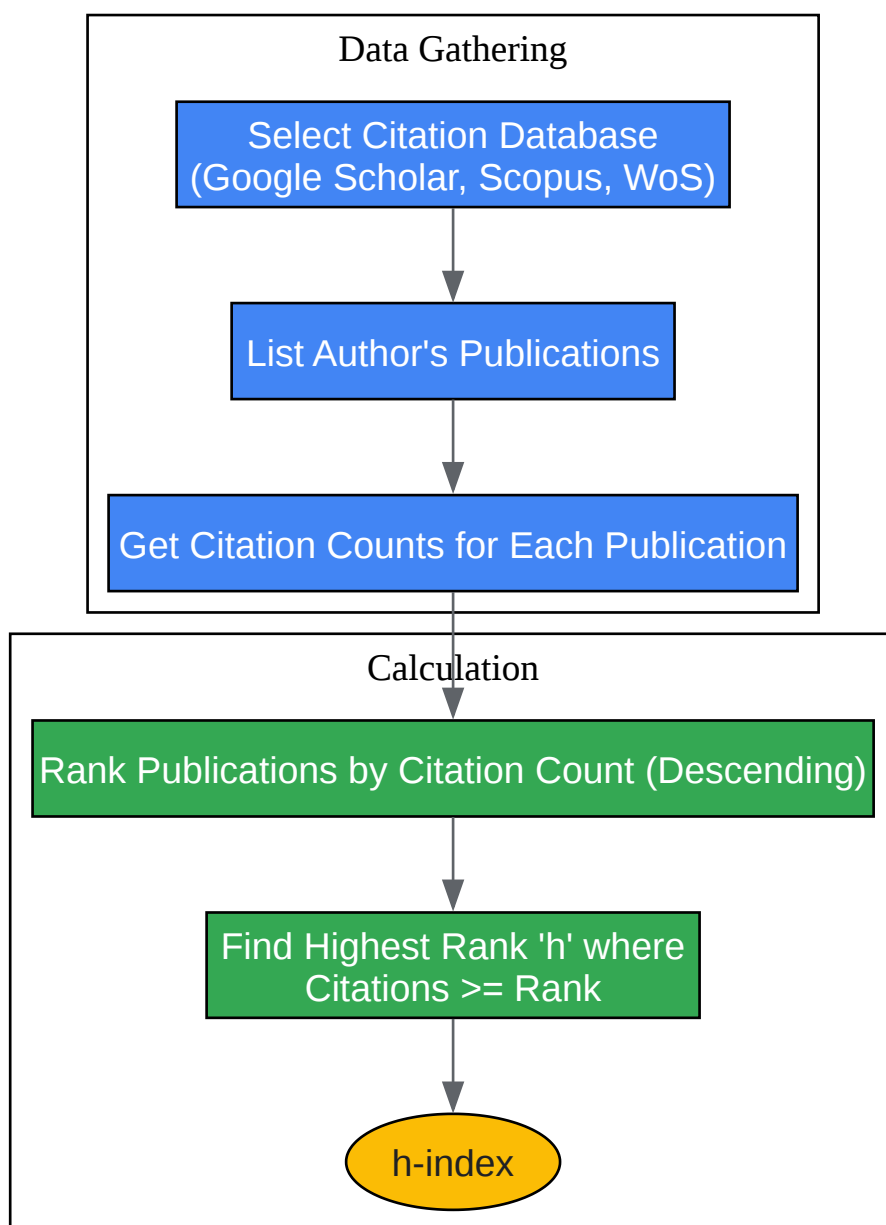 Data Gathering
Select Citation Database
(Google Scholar, Scopus, WoS)
List Author's Publications
Get Citation Counts for Each Publication
Calculation
Rank Publications by Citation Count (Descending)
Find Highest Rank 'h' where
Citations >= Rank
h-index